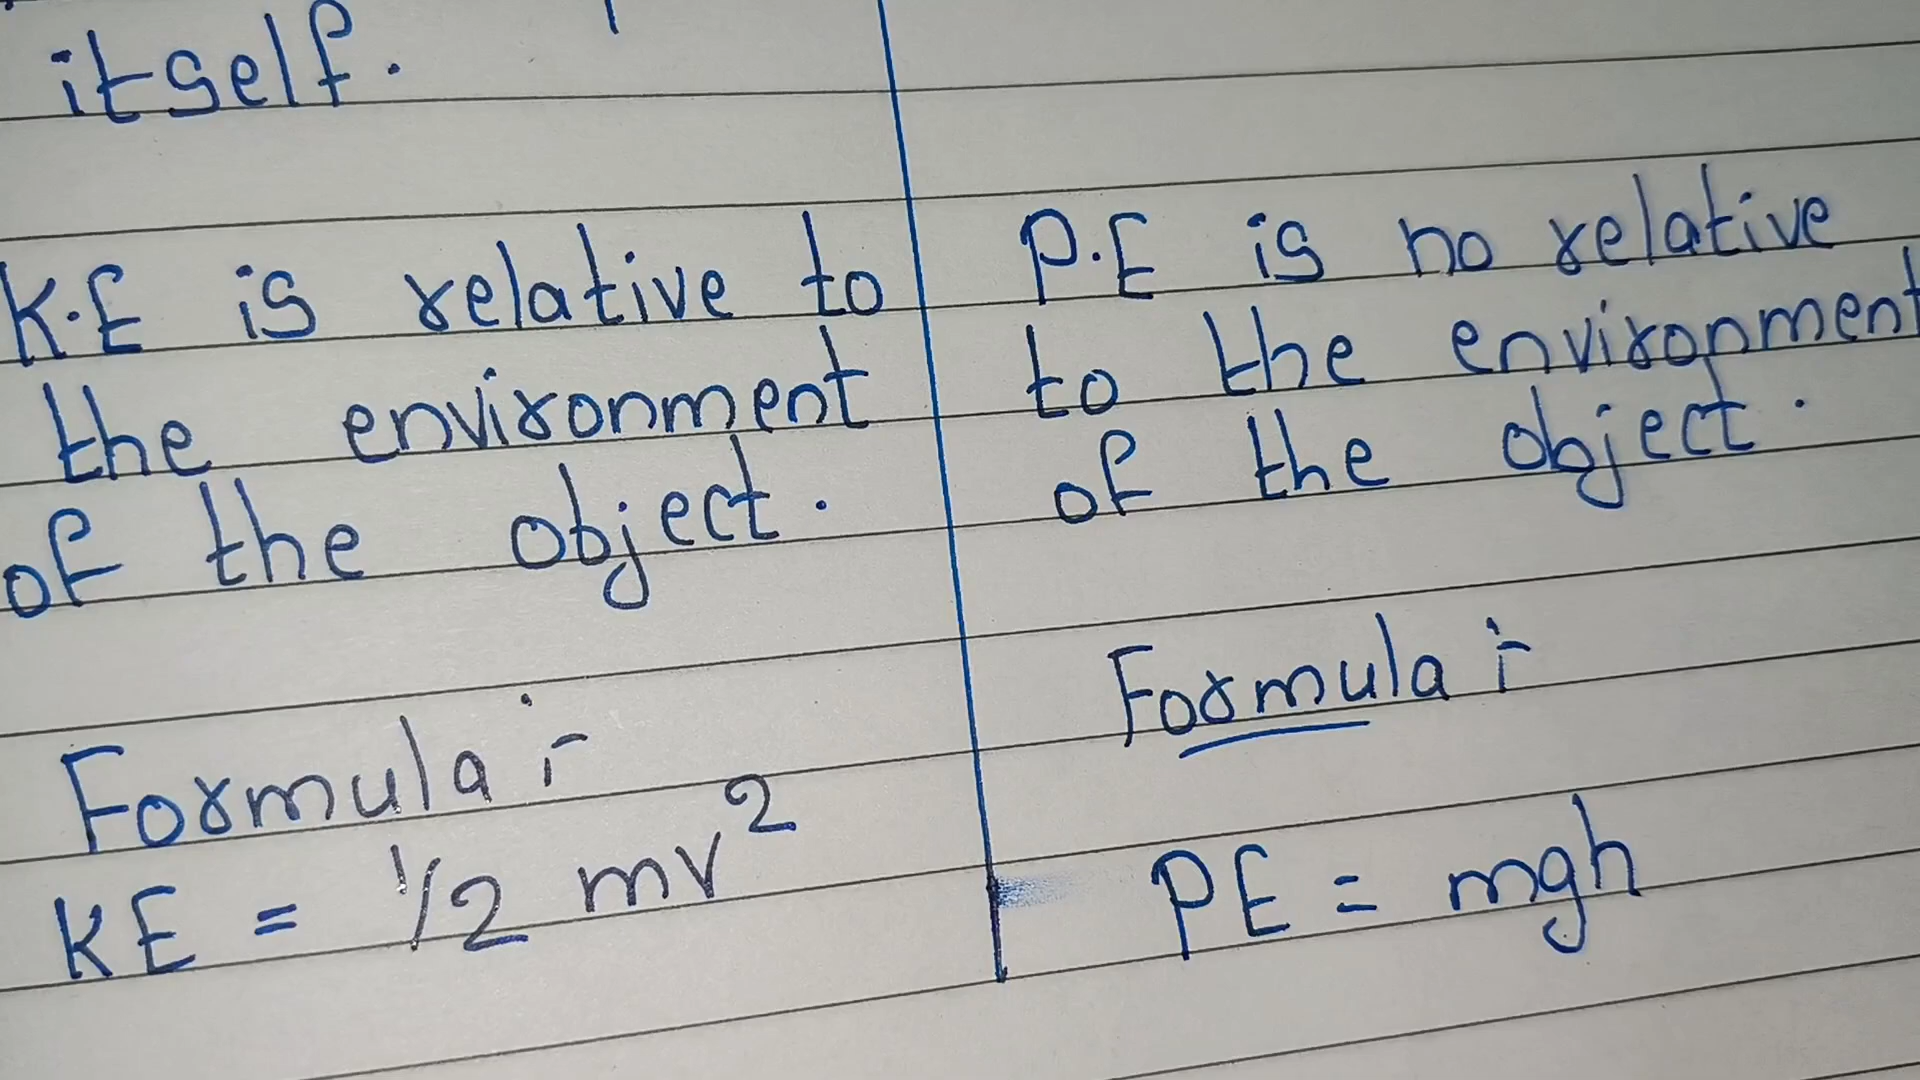 itself.
K.E is relative to
the environment
of the object.
Formula :-
KE = 1/2 mv²
P.E is no relative
to the environment
of the object.
Formula :-
PE = mgh